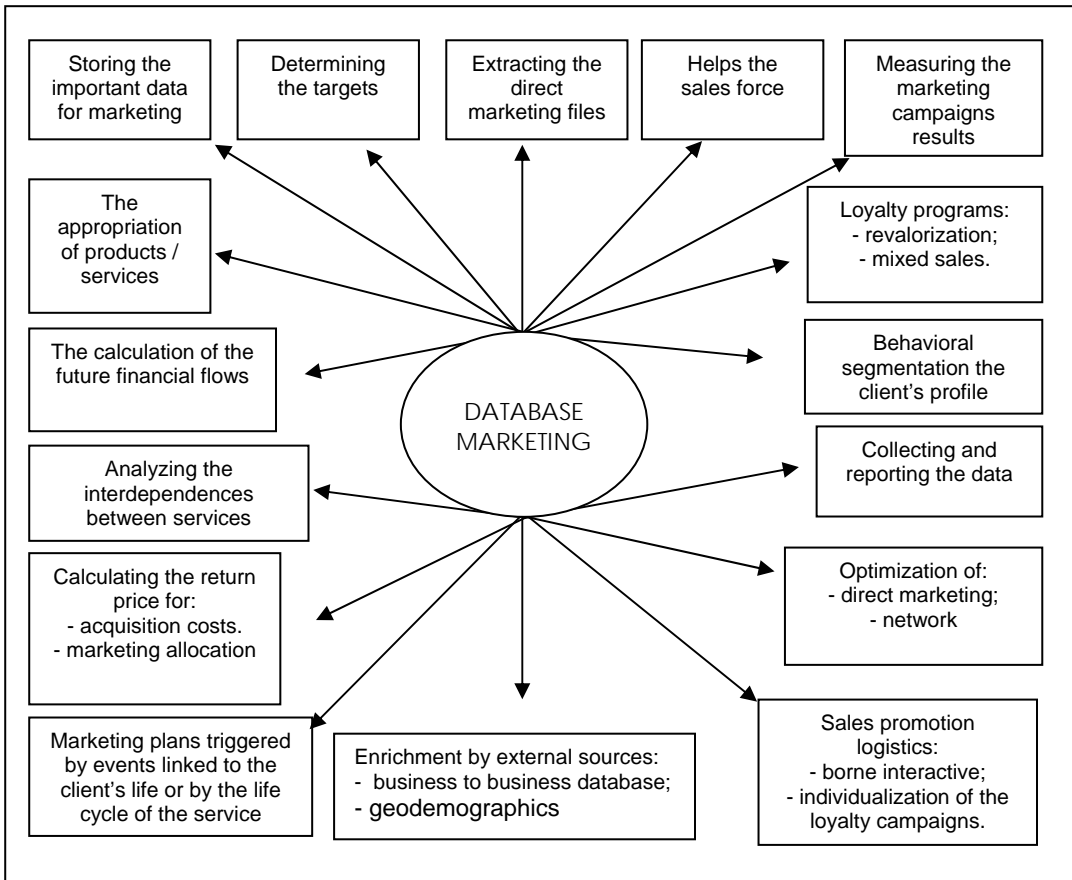 Storing the
important data
for marketing
Determining
the targets
Extracting the
direct
marketing files
Helps the
sales force
Measuring the
marketing
campaigns
results
The
appropriation
of products /
services
Loyalty programs:
- revalorization;
- mixed sales.
The calculation of the
future financial flows
Behavioral
segmentation the
client's profile
DATABASE
MARKETING
Analyzing the
interdependences
between services
Collecting and
reporting the data
Calculating the return
price for:
- acquisition costs.
- marketing allocation
Optimization of:
- direct marketing;
- network
Marketing plans triggered
by events linked to the
client's life or by the life
cycle of the service
Enrichment by external sources:
- business to business database;
- geodemographics
Sales promotion
logistics:
- borne interactive;
- individualization of the
loyalty campaigns.